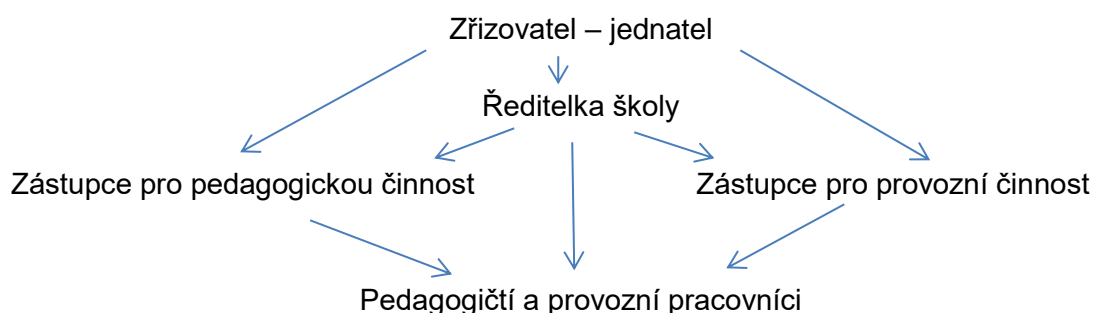 Zřizovatel – jednatel
Ředitelka školy
Zástupce pro pedagogickou činnost
Zástupce pro provozní činnost
Pedagogičtí a provozní pracovníci